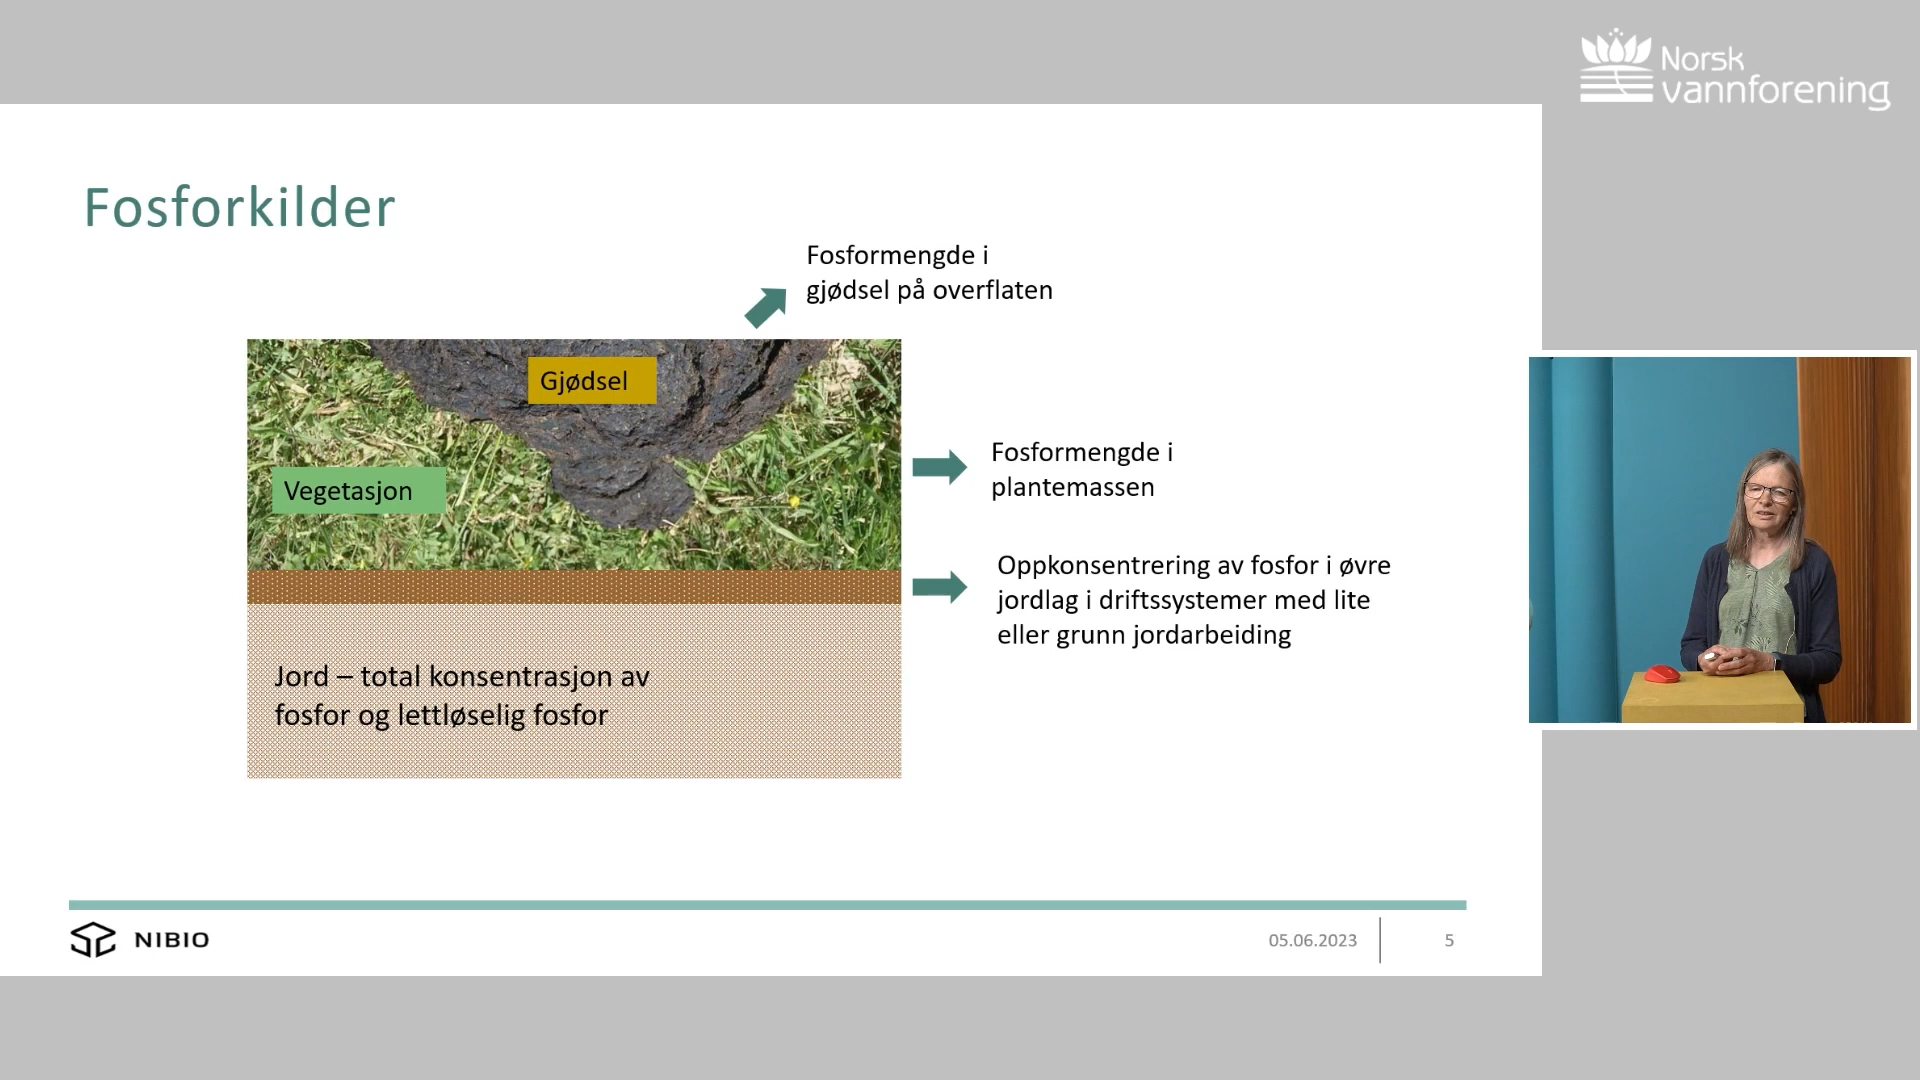 Norsk
vannforening
Fosforkilder
Fosformengde i
gjødsel på overflaten
Gjødsel
Vegetasjon
Fosformengde i
plantemassen
Oppkonsentrering av fosfor i øvre
jordlag i driftssystemer med lite
eller grunn jordarbeiding
Jord – total konsentrasjon av
fosfor og lettløselig fosfor
NIBIO
05.06.2023
5